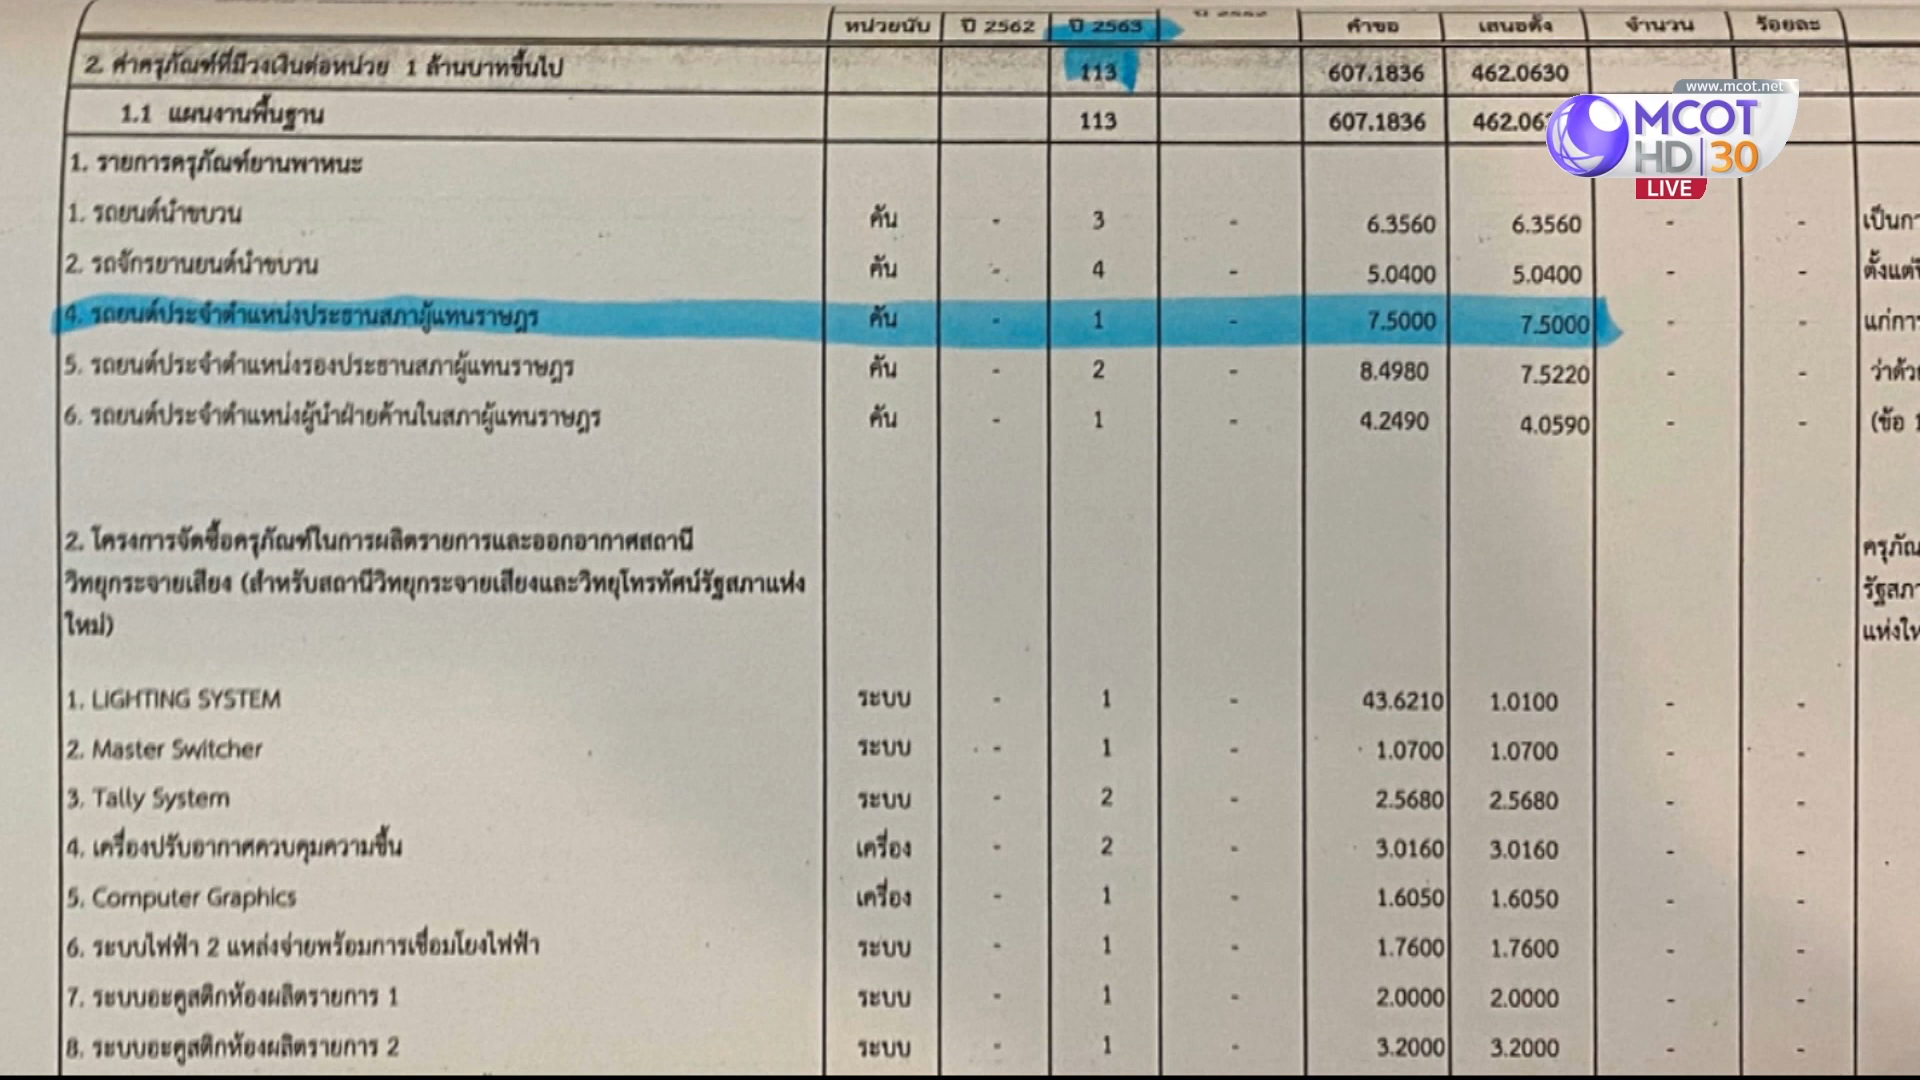 หน่วยนับ ปี 2562 ปี 2563 คำขอ เสนอตั้ง จำนวน ร้อยละ
2. ค่าครุภัณฑ์ที่มีวงเงินต่อหน่วย 1 ล้านบาทขึ้นไป 113 607.1836 462.0630
www.mcot.net
1.1 แผนงานพื้นฐาน 113 607.1836 462.06
MCOT
HD 30
LIVE
1. รายการครุภัณฑ์ยานพาหนะ
1. รถยนต์นำขบวน คัน - 3 - 6.3560 6.3560 - - เป็นกา
2. รถจักรยานยนต์นำขบวน คัน - 4 - 5.0400 5.0400 - - ตั้งแต่
4. รถยนต์ประจำตำแหน่งประธานสภาผู้แทนราษฎร คัน - 1 - 7.5000 7.5000 - - แก่กา
5. รถยนต์ประจำตำแหน่งรองประธานสภาผู้แทนราษฎร คัน - 2 - 8.4980 7.5220 - - ว่าด้ว
6. รถยนต์ประจำตำแหน่งผู้นำฝ่ายค้านในสภาผู้แทนราษฎร คัน - 1 - 4.2490 4.0590 - - (ข้อ 1
2. โครงการจัดซื้อครุภัณฑ์ในการผลิตรายการและออกอากาศสถานี ครุภัณ
วิทยุกระจายเสียง (สำหรับสถานีวิทยุกระจายเสียงและวิทยุโทรทัศน์รัฐสภาแห่ง รัฐสภา
ใหม่) แห่งให
1. LIGHTING SYSTEM ระบบ - 1 - 43.6210 1.0100 - -
2. Master Switcher ระบบ - 1 - 1.0700 1.0700 - -
3. Tally System ระบบ - 2 - 2.5680 2.5680 - -
4. เครื่องปรับอากาศควบคุมความชื้น เครื่อง - 2 - 3.0160 3.0160 - -
5. Computer Graphics เครื่อง - 1 - 1.6050 1.6050 - -
6. ระบบไฟฟ้า 2 แหล่งจ่ายพร้อมการเชื่อมโยงไฟฟ้า ระบบ - 1 - 1.7600 1.7600 - -
7. ระบบอะคูสติกห้องผลิตรายการ 1 ระบบ - 1 - 2.0000 2.0000 - -
8. ระบบอะคูสติกห้องผลิตรายการ 2 ระบบ - 1 - 3.2000 3.2000 - -